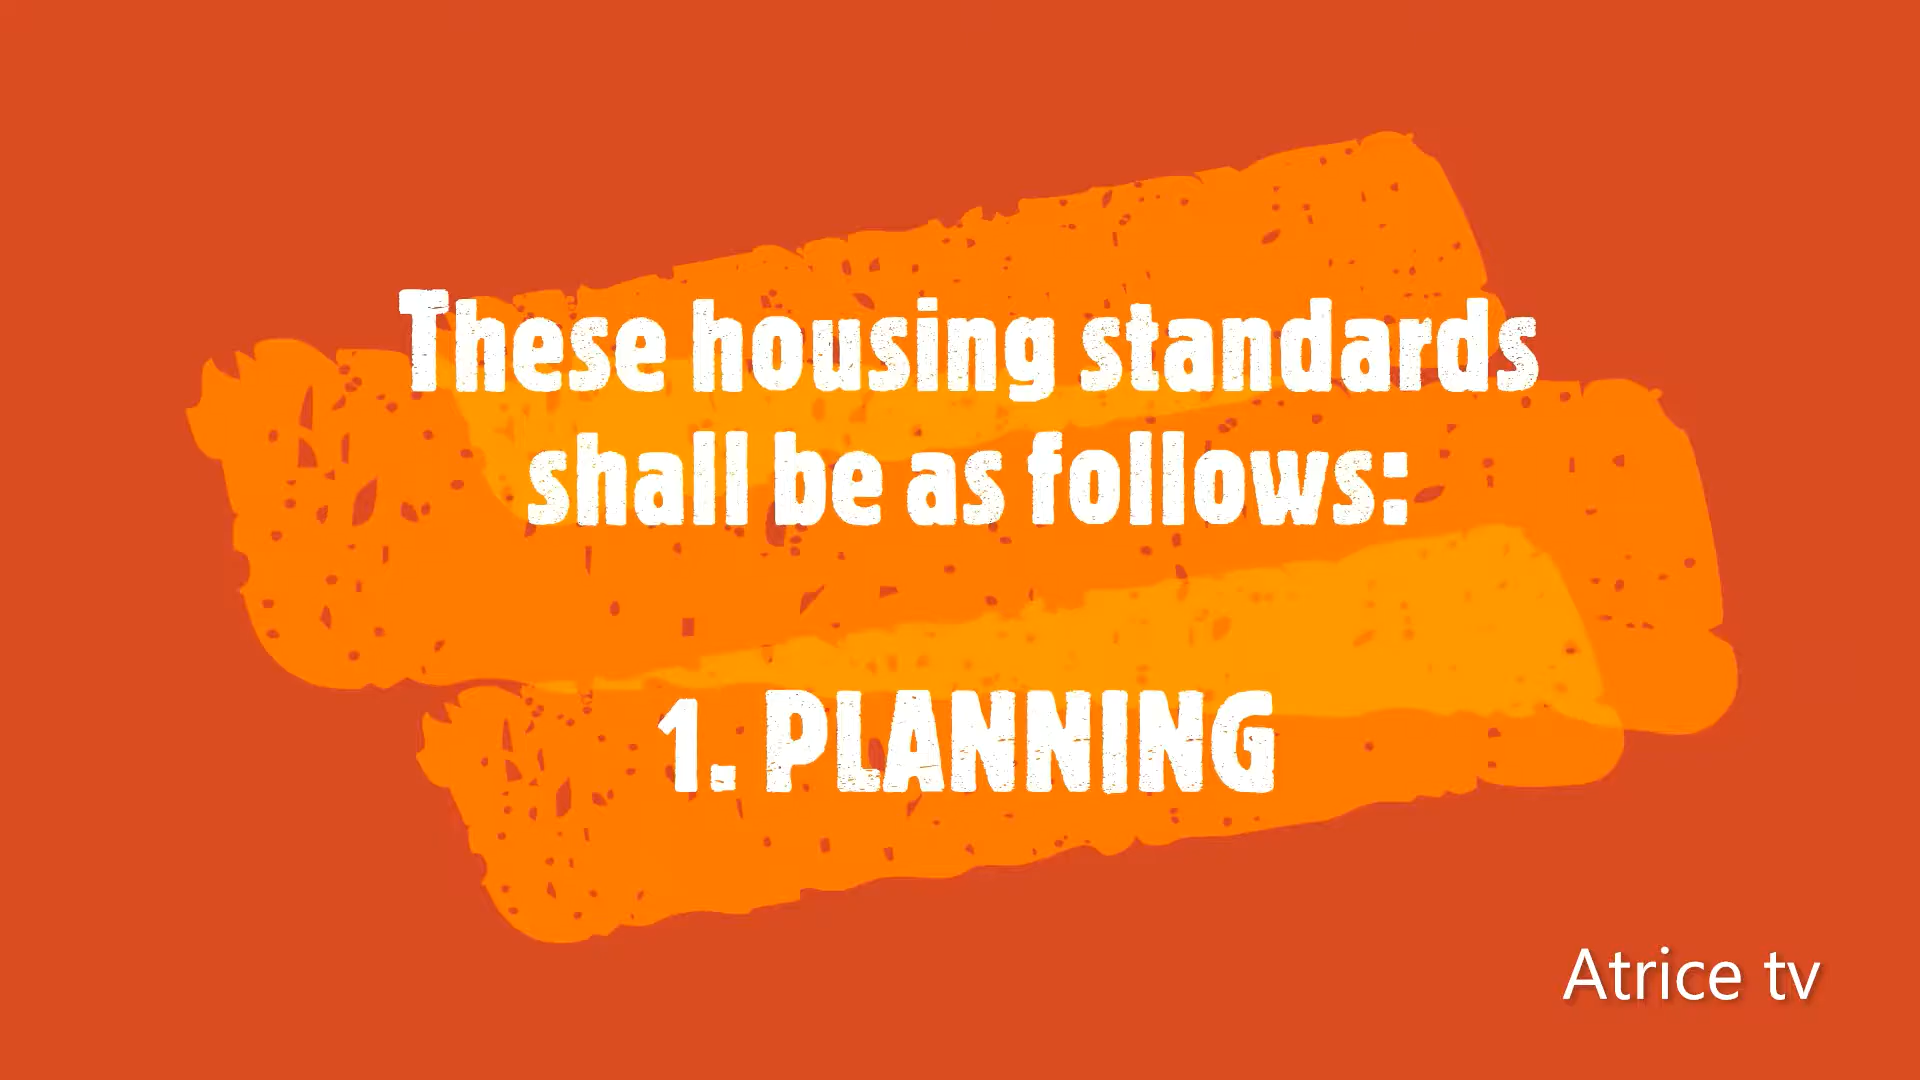 These housing standards
shall be as follows:
1. PLANNING
Atrice tv